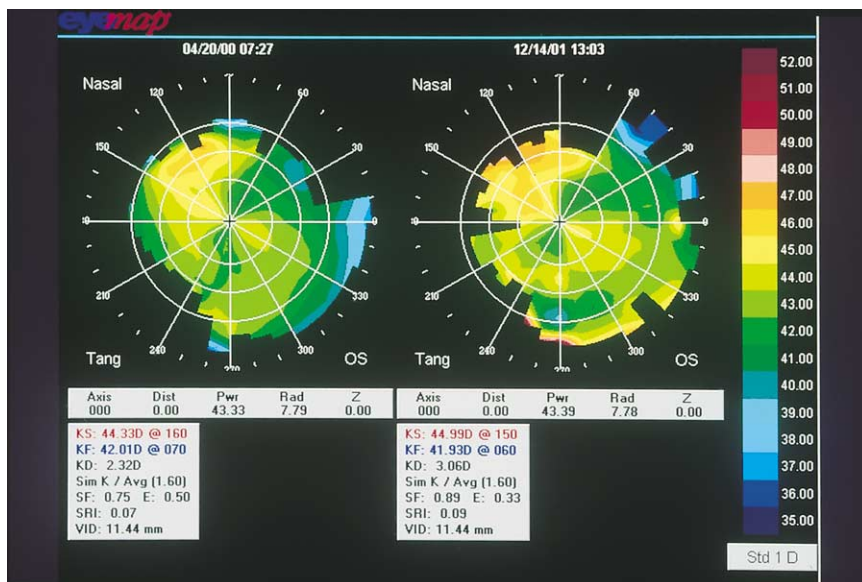 eyemap
04/20/00 07:27
12/14/01 13:03
Nasal
120
150
210
240
270
300
330
Tang
OS
Nasal
60
30
0
330
300
270
240
210
150
120
Tang
OS
52.00
51.00
50.00
49.00
48.00
47.00
46.00
45.00
44.00
43.00
42.00
41.00
40.00
39.00
38.00
37.00
36.00
35.00
Std 1 D
Axis Dist Pwr Rad Z
000 0.00 43.33 7.79 0.00
KS: 44.33D @ 160
KF: 42.01D @ 070
KD: 2.32D
Sim K / Avg (1.60)
SF: 0.75 E: 0.50
SRI: 0.07
VID: 11.44 mm
Axis Dist Pwr Rad Z
000 0.00 43.39 7.78 0.00
KS: 44.99D @ 150
KF: 41.93D @ 060
KD: 3.06D
Sim K / Avg (1.60)
SF: 0.89 E: 0.33
SRI: 0.09
VID: 11.44 mm